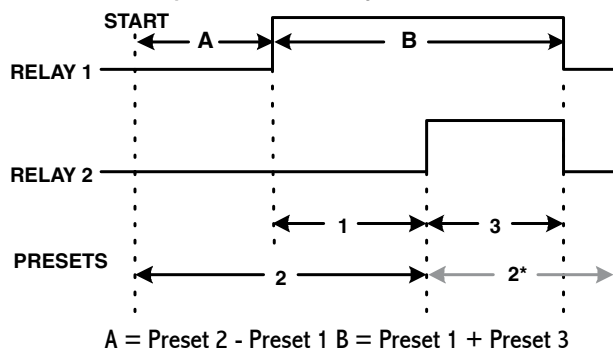 START
A
B
RELAY 1
RELAY 2
1
3
PRESETS
2
2*
A = Preset 2 - Preset 1 B = Preset 1 + Preset 3